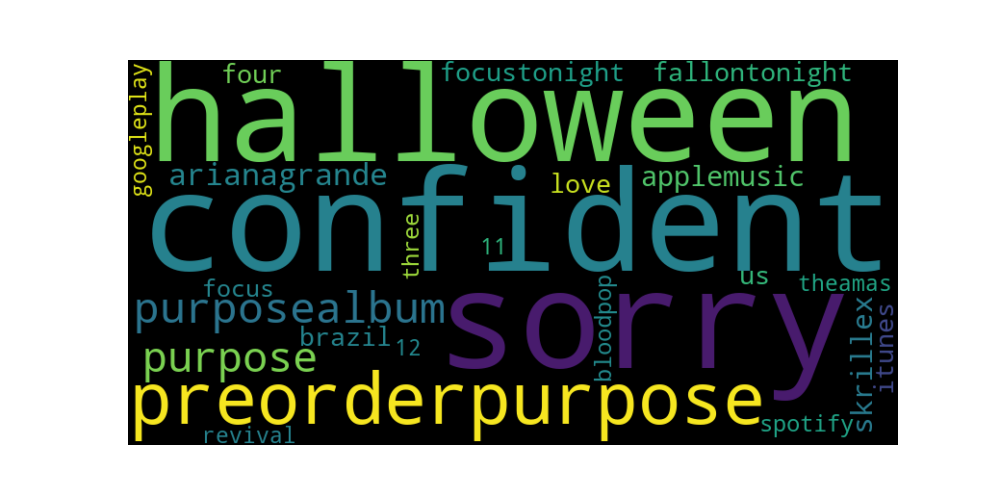 googleplay
four
focustonight
fallontonight
halloween
arianagrande
love
applemusic
confident
three
11
us
theamas
focus
purposealbum
sorry
bloodpop
skrillex
itunes
brazil
12
purpose
preorderpurpose
spotify
revival